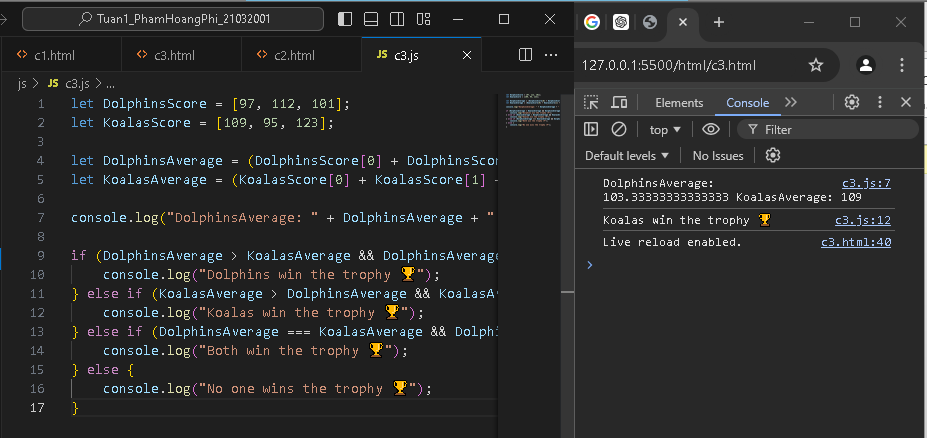 Tuan1_PhamHoangPhi_21032001
c1.html
c3.html
c2.html
JS c3.js
js > JS c3.js > ...
1 let DolphinsScore = [97, 112, 101];
2 let KoalasScore = [109, 95, 123];
3
4 let DolphinsAverage = (DolphinsScore[0] + DolphinsSco
5 let KoalasAverage = (KoalasScore[0] + KoalasScore[1] +
6
7 console.log("DolphinsAverage: " + DolphinsAverage + "
8
9 if (DolphinsAverage > KoalasAverage && DolphinsAverage
10 console.log("Dolphins win the trophy 🏆");
11 } else if (KoalasAverage > DolphinsAverage && KoalasAv
12 console.log("Koalas win the trophy 🏆");
13 } else if (DolphinsAverage === KoalasAverage && Dolph
14 console.log("Both win the trophy 🏆");
15 } else {
16 console.log("No one wins the trophy 🏆");
17 }
127.0.0.1:5500/html/c3.html
Elements Console
top Filter
Default levels No Issues
DolphinsAverage: c3.js:7
103.33333333333333 KoalasAverage: 109
Koalas win the trophy 🏆 c3.js:12
Live reload enabled. c3.html:40